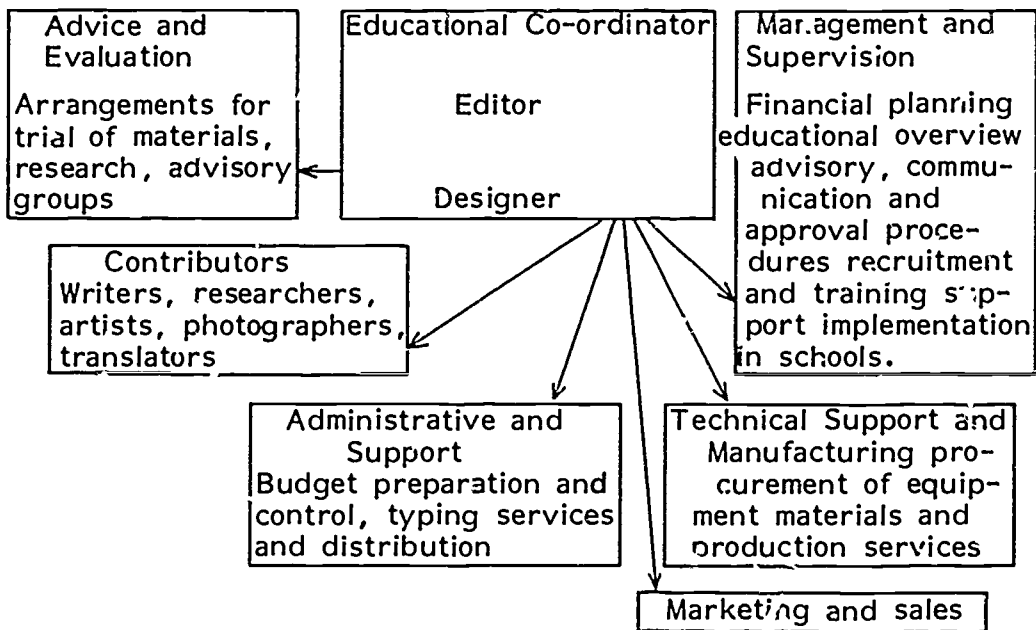 Advice and
Evaluation
Arrangements for
trial of materials,
research, advisory
groups
Educational Co-ordinator
Editor
Designer
Management and
Supervision
Financial planning
educational overview
advisory, commu-
nication and
approval proce-
dures recruitment
and training sup-
port implementation
in schools.
Contributors
Writers, researchers,
artists, photographers,
translators
Administrative and
Support
Budget preparation and
control, typing services
and distribution
Technical Support and
Manufacturing pro-
curement of equip-
ment materials and
production services
Marketing and sales